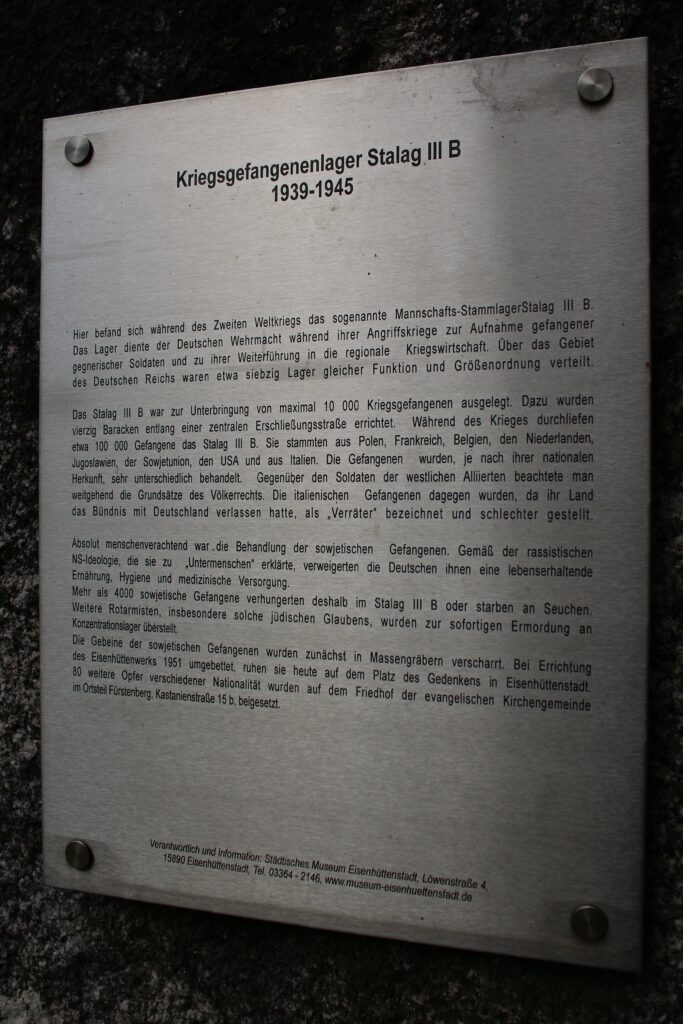 Kriegsgefangenenlager Stalag III B
1939-1945
Hier befand sich während des Zweiten Weltkriegs das sogenannte Mannschafts-StammlagerStalag III B.
Das Lager diente der Deutschen Wehrmacht während ihrer Angriffskriege zur Aufnahme gefangener
gegnerischer Soldaten und zu ihrer Weiterführung in die regionale Kriegswirtschaft. Über das Gebiet
des Deutschen Reichs waren etwa siebzig Lager gleicher Funktion und Größenordnung verteilt.
Das Stalag III B war zur Unterbringung von maximal 10 000 Kriegsgefangenen ausgelegt. Dazu wurden
vierzig Baracken entlang einer zentralen Erschließungsstraße errichtet. Während des Krieges durchliefen
etwa 100 000 Gefangene das Stalag III B. Sie stammten aus Polen, Frankreich, Belgien, den Niederlanden,
Jugoslawien, der Sowjetunion, den USA und aus Italien. Die Gefangenen wurden, je nach ihrer nationalen
Herkunft, sehr unterschiedlich behandelt. Gegenüber den Soldaten der westlichen Alliierten beachtete man
weitgehend die Grundsätze des Völkerrechts. Die italienischen Gefangenen dagegen wurden, da ihr Land
das Bündnis mit Deutschland verlassen hatte, als „Verräter“ bezeichnet und schlechter gestellt.
Absolut menschenverachtend war die Behandlung der sowjetischen Gefangenen. Gemäß der rassistischen
NS-Ideologie, die sie zu „Untermenschen“ erklärte, verweigerten die Deutschen ihnen eine lebenserhaltende
Ernährung, Hygiene und medizinische Versorgung.
Mehr als 4000 sowjetische Gefangene verhungerten deshalb im Stalag III B oder starben an Seuchen.
Weitere Rotarmisten, insbesondere solche jüdischen Glaubens, wurden zur sofortigen Ermordung an
Konzentrationslager überstellt.
Die Gebeine der sowjetischen Gefangenen wurden zunächst in Massengräbern verscharrt. Bei Errichtung
des Eisenhüttenwerks 1951 umgebettet, ruhen sie heute auf dem Platz des Gedenkens in Eisenhüttenstadt.
80 weitere Opfer verschiedener Nationalität wurden auf dem Friedhof der evangelischen Kirchengemeinde
im Ortsteil Fürstenberg, Kastanienstraße 15 b, beigesetzt.
Verantwortlich und Information: Städtisches Museum Eisenhüttenstadt, Löwenstraße 4,
15890 Eisenhüttenstadt, Tel. 03364 - 2146, www.museum-eisenhuettenstadt.de